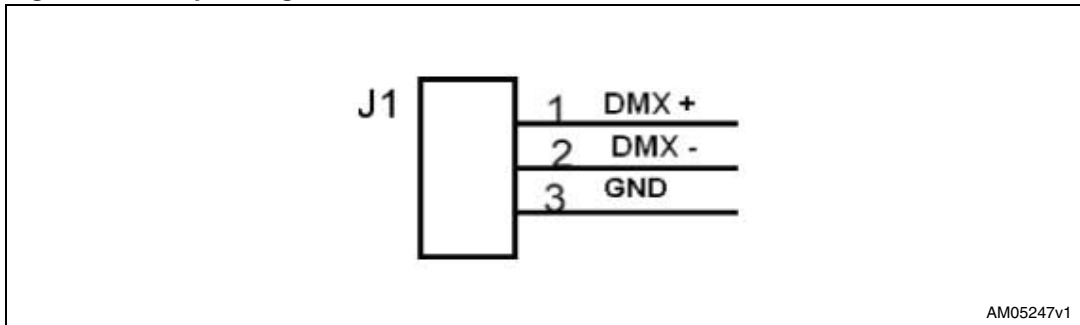 J1
1 DMX +
2 DMX -
3 GND
AM05247v1